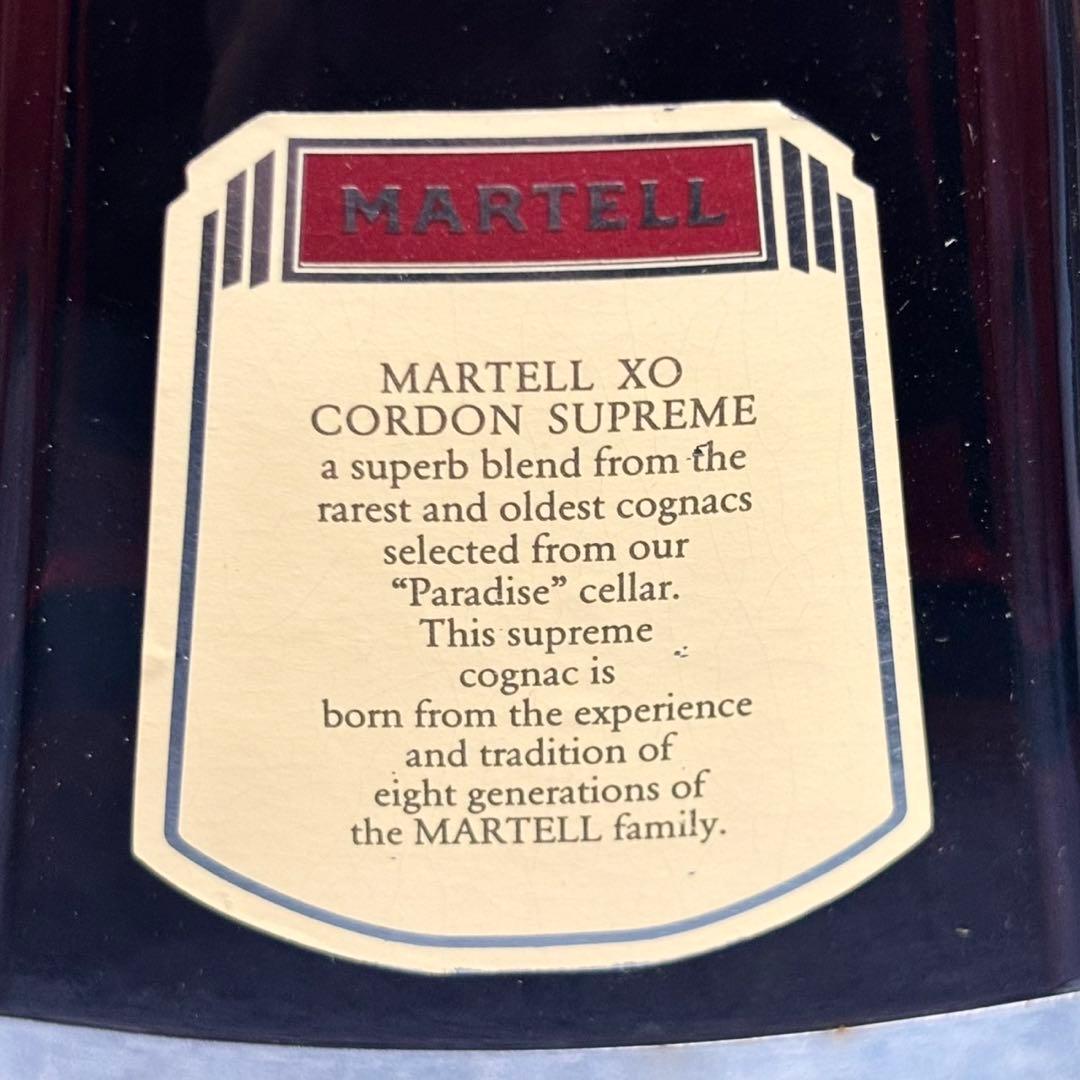 MARTELL
MARTELL XO
CORDON SUPREME
a superb blend from the
rarest and oldest cognacs
selected from our
“Paradise” cellar.
This supreme
cognac is
born from the experience
and tradition of
eight generations of
the MARTELL family.